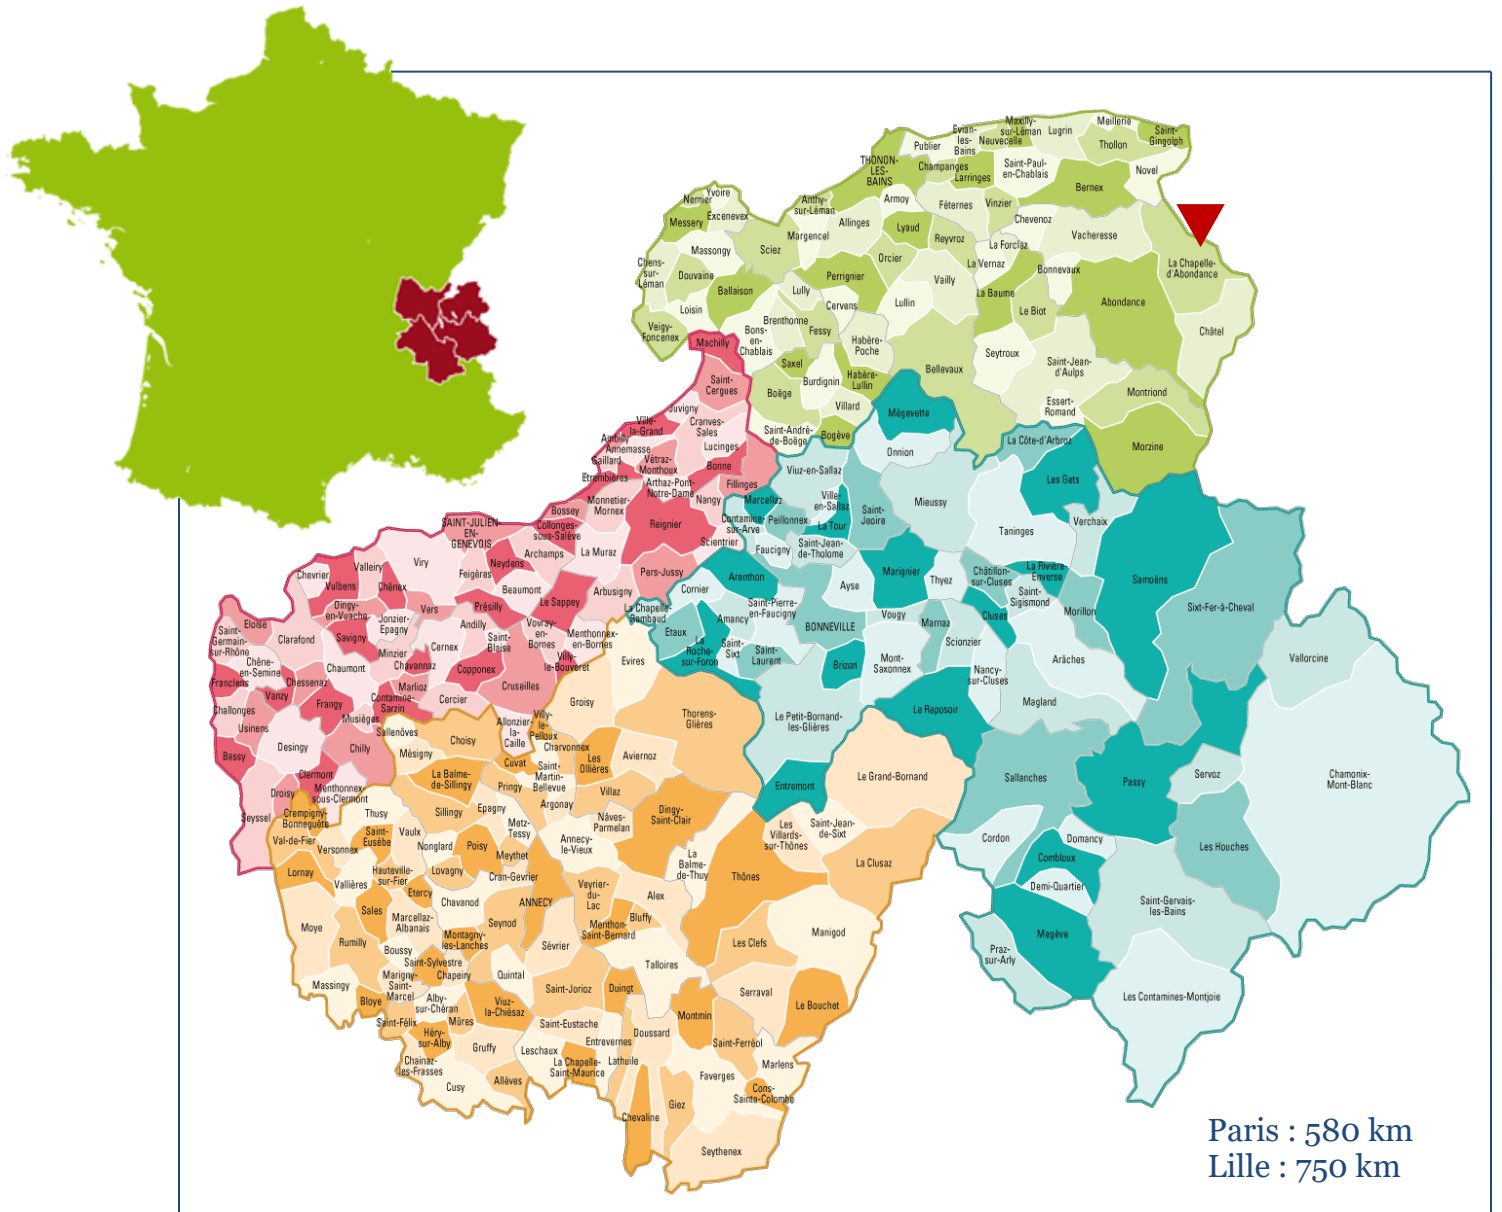 Meillerie
Maxilly-
sur-Léman
Lugrin
Saint-
Gingolph
Evian-
les-
Bains
Neuvecelle
Thollon
Publier
THONON-
LES-
BAINS
Champanges
Larringes
Saint-Paul-
en-Chablais
Novel
Bernex
Yvoire
Nernier
Anthy-
sur-Léman
Armoy
Féternes
Vinzier
Messery
Excenevex
Allinges
Lyaud
Chevenoz
Vacheresse
Massongy
Sciez
Margencel
Reyvroz
La Forclaz
Chens-
sur-
Léman
Douvaine
Orcier
La Vernaz
Bonnevaux
La Chapelle-
d'Abondance
Ballaison
Perrignier
Vailly
La Baume
Abondance
Loisin
Lully
Cervens
Lullin
Le Biot
Veigy-
Foncenex
Bons-
en-
Chablais
Brenthonne
Fessy
Châtel
Machilly
Habère-
Poche
Seytroux
Saint-Jean-
d'Aulps
Saxel
Burdignin
Habère-
Lullin
Bellevaux
Saint-
Cergues
Boëge
Villard
Essert-
Romand
Montriond
Juvigny
Ville-
la-Grand
Cranves-
Sales
Mégevette
Saint-André-
de-Boëge
Bogève
La Côte-d'Arbroz
Morzine
Ambilly
Annemasse
Lucinges
Onnion
Gaillard
Vétraz-
Monthoux
Bonne
Viuz-en-Sallaz
Les Gets
Etrembières
Arthaz-Pont-
Notre-Dame
Fillinges
Monnetier-
Mornex
Nangy
Marcellaz
Ville-
en-Sallaz
Mieussy
Bossey
SAINT-JULIEN-
EN-
GENEVOIS
Collonges-
sous-Salève
Reignier
Contamine-
sur-Arve
Peillonnex
La Tour
Saint-
Jeoire
Taninges
Verchaix
Scientrier
Faucigny
Saint-Jean-
de-Tholome
Archamps
La Muraz
Viry
Neydens
Valleiry
Feigères
Pers-Jussy
Arenthon
Marignier
Thyez
Châtillon-
sur-Cluses
La Rivière-
Enverse
Samoëns
Chevrier
Vulbens
Chênex
Beaumont
Arbusigny
Cornier
Ayse
Saint-
Sigismond
Morillon
Sixt-Fer-à-Cheval
Dingy-
en-Vuache
Vers
Présilly
Le Sappey
La Chapelle-
Rambaud
Saint-Pierre-
en-Faucigny
Vougy
Cluses
Eloise
Jonzier-
Epagny
Andilly
Vovray-
en-
Bornes
Menthonnex-
en-Bornes
Etaux
Amancy
BONNEVILLE
Marnaz
Saint-
Germain-
sur-Rhône
Clarafond
Savigny
Cernex
Saint-
Blaise
La
Roche-
sur-Foron
Saint-
Sixt
Saint-
Laurent
Scionzier
Minzier
Chavannaz
Copponex
Villy-
le-Bouveret
Evires
Brizon
Mont-
Saxonnex
Arâches
Vallorcine
Chêne-
en-Semine
Chaumont
Franclens
Chessenaz
Marlioz
Cruseilles
Nancy-
sur-Cluses
Vanzy
Frangy
Contamine-
Sarzin
Cercier
Groisy
Magland
Challonges
Musièges
Allonzier-
la-
Caille
Villy-
le-
Pelloux
Thorens-
Glières
Le Petit-Bornand-
les-Glières
Le Reposoir
Usinens
Sallenôves
Desingy
Chilly
Mésigny
Choisy
Charvonnex
Bassy
Cuvat
Les
Ollières
Aviernoz
Clermont
La Balme-
de-Sillingy
Saint-
Martin-
Bellevue
Entremont
Le Grand-Bornand
Sallanches
Passy
Servoz
Chamonix-
Mont-Blanc
Droisy
Menthonnex-
sous-Clermont
Pringy
Villaz
Seyssel
Crempigny-
Bonneguête
Thusy
Sillingy
Epagny
Argonay
Nâves-
Parmelan
Dingy-
Saint-Clair
Metz-
Tessy
Les
Villards-
sur-Thônes
Saint-Jean-
de-Sixt
Val-de-Fier
Versonnex
Saint-
Eusèbe
Vaulx
Nonglard
Poisy
Meythet
Annecy-
le-Vieux
Cordon
Domancy
Les Houches
Lornay
Vallières
Hauteville-
sur-Fier
Lovagny
Cran-Gevrier
La
Balme-
de-Thuy
Thônes
La Clusaz
Combloux
Demi-Quartier
Etercy
Chavanod
ANNECY
Veyrier-
du-
Lac
Alex
Saint-Gervais-
les-Bains
Sales
Marcellaz-
Albanais
Seynod
Menthon-
Saint-Bernard
Bluffy
Moye
Rumilly
Montagny-
les-Lanches
Sévrier
Les Clefs
Manigod
Megève
Boussy
Praz-
sur-Arly
Saint-Sylvestre
Chapeiry
Quintal
Talloires
Massingy
Marigny-
Saint-
Marcel
Saint-Jorioz
Duingt
Serraval
Le Bouchet
Les Contamines-Montjoie
Bloye
Alby-
sur-Chéran
Viuz-
la-Chiésaz
Montmin
Saint-Félix
Mûres
Saint-Eustache
Doussard
Saint-Ferréol
Héry-
sur-Alby
Gruffy
Leschaux
Entrevernes
Lathuile
Chainaz-
les-Frasses
La Chapelle-
Saint-Maurice
Faverges
Marlens
Cusy
Allèves
Cons-
Sainte-Colombe
Chevaline
Giez
Seythenex
Paris : 580 km
Lille : 750 km